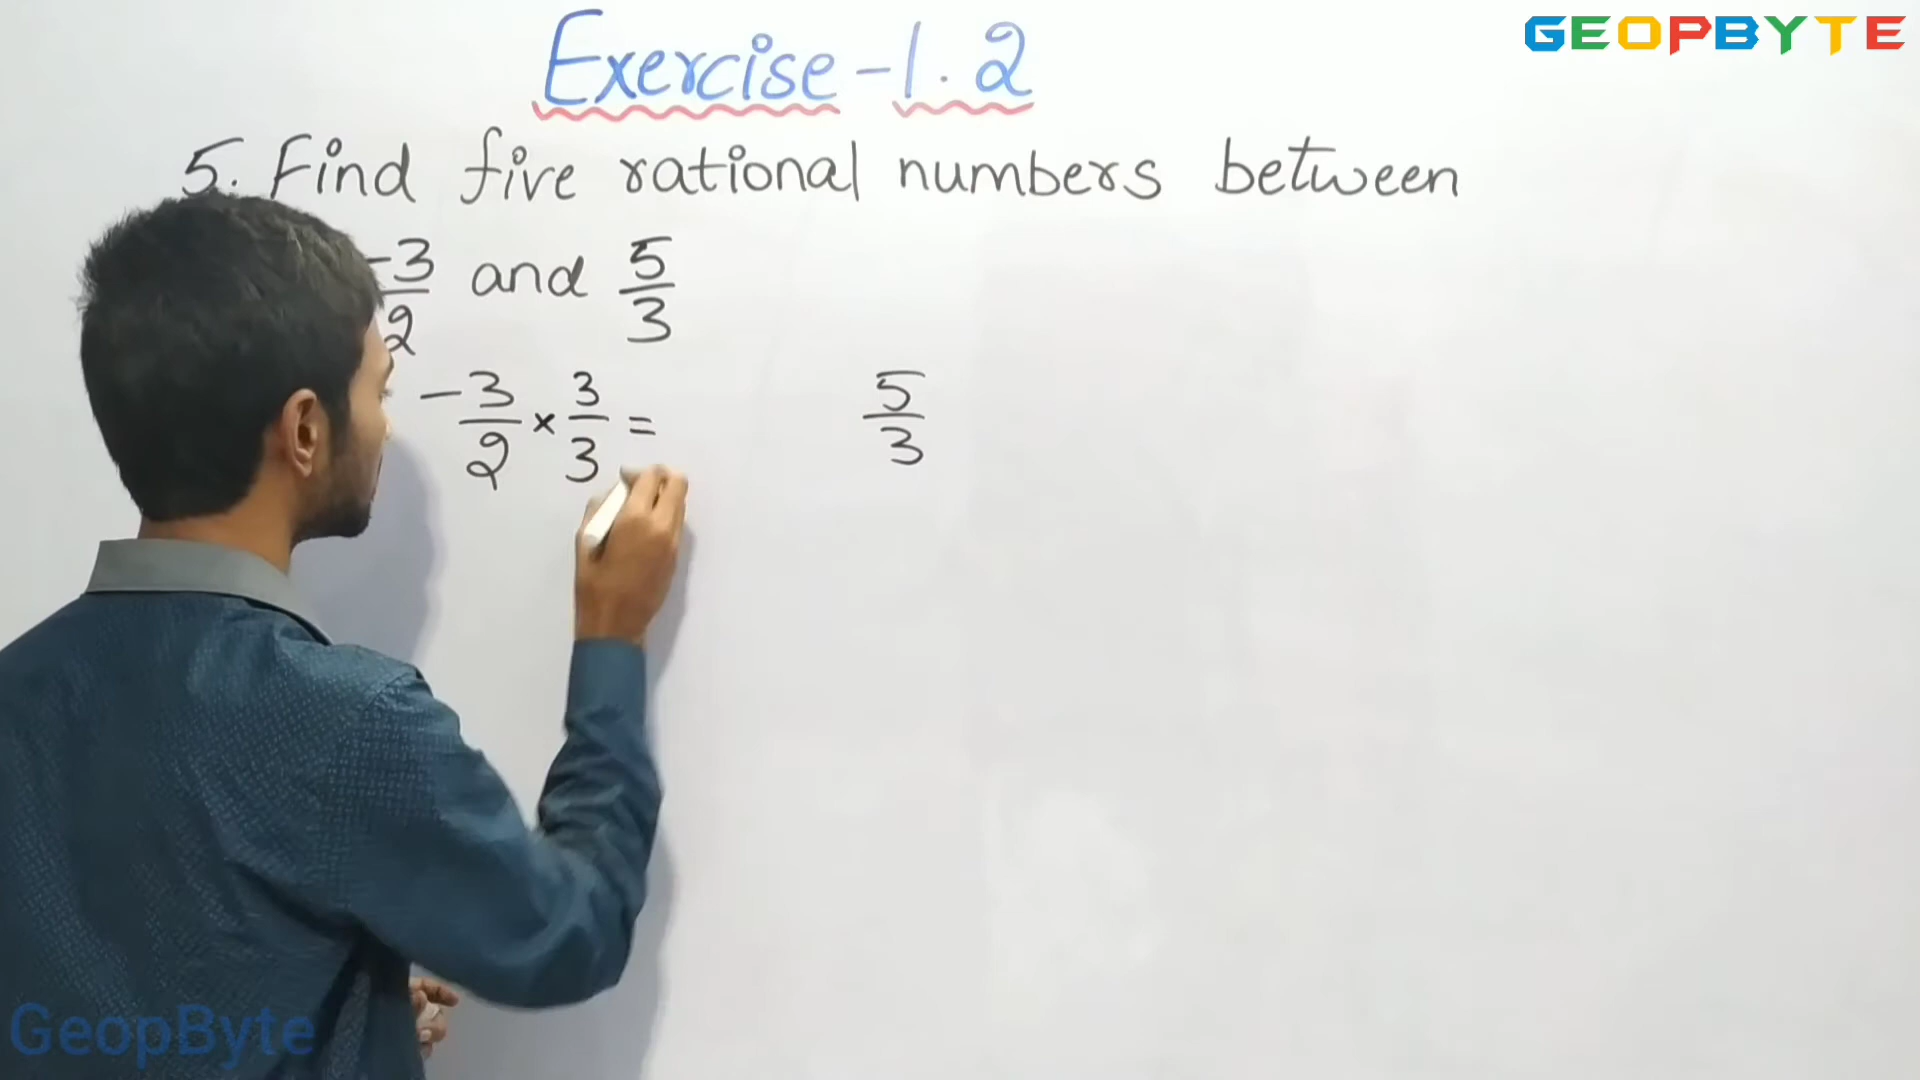 GEOPBYTE
Exercise-1.2
5. Find five rational numbers between
-3/2 and 5/3
-3/2 × 3/3 = 5/3
GeopByte